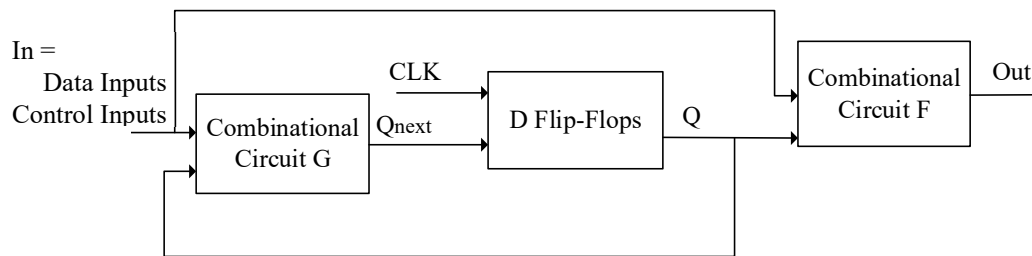 In =
Data Inputs
Control Inputs
Combinational
Circuit G
Qnext
CLK
D Flip-Flops
Q
Combinational
Circuit F
Out